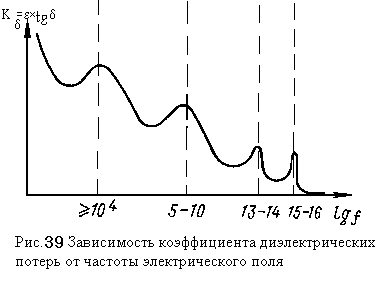 K = ε×tg δ
δ
⩾10⁴ 5-10 13-14 15-16 lg f
Рис.39 Зависимость коэффициента диэлектрических
потерь от частоты электрического поля